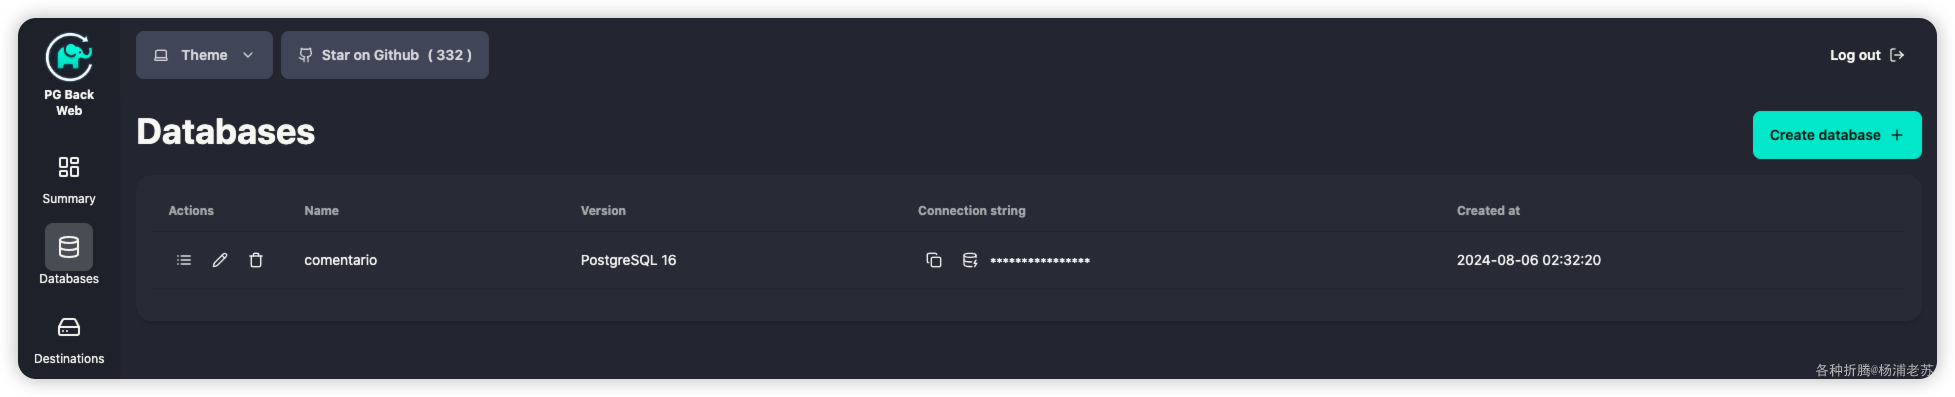 PG Back
Web
Theme
Star on Github ( 332 )
Log out
Databases
Create database +
Summary
Databases
Destinations
Actions Name Version Connection string Created at
comentario PostgreSQL 16 **************** 2024-08-06 02:32:20
各种折腾@杨浦老苏